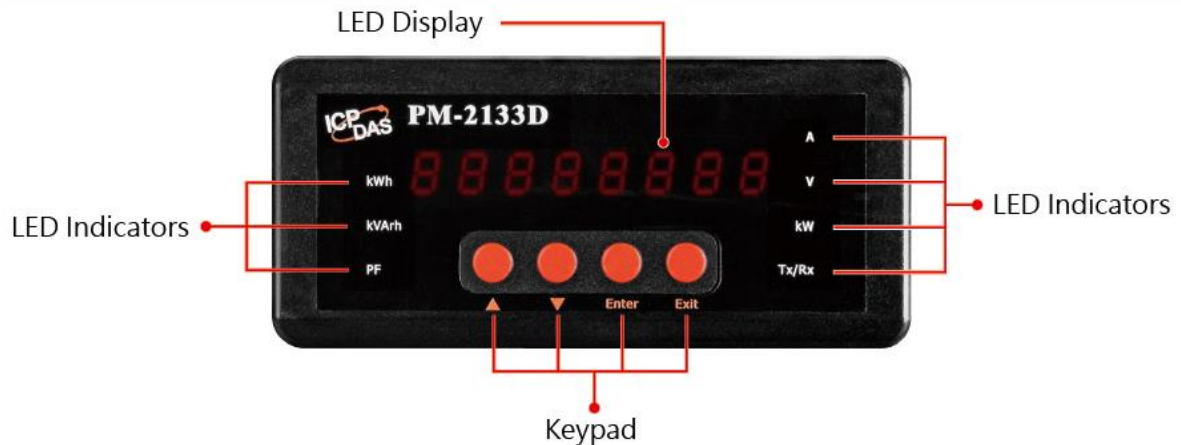 LED Display
ICP DAS
PM-2133D
A
kWh
V
LED Indicators
LED Indicators
kVArh
kW
PF
Tx/Rx
▲ ▼ Enter Exit
Keypad